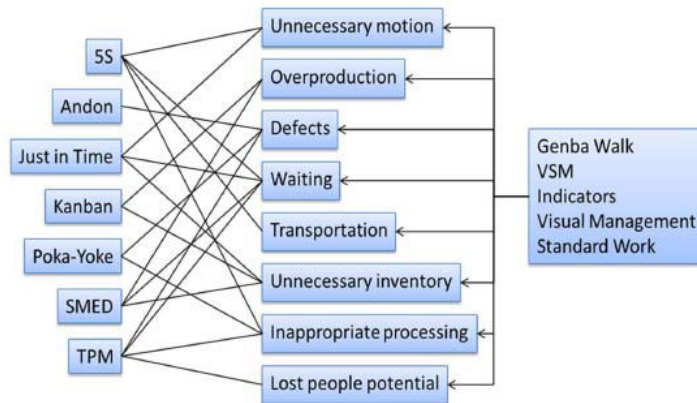 5S
Andon
Just in Time
Kanban
Poka-Yoke
SMED
TPM
Unnecessary motion
Overproduction
Defects
Waiting
Transportation
Unnecessary inventory
Inappropriate processing
Lost people potential
Genba Walk
VSM
Indicators
Visual Management
Standard Work